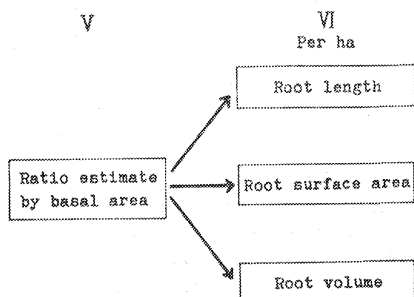 V
VI
Per ha
Root length
Ratio estimate
by basal area
Root surface area
Root volume